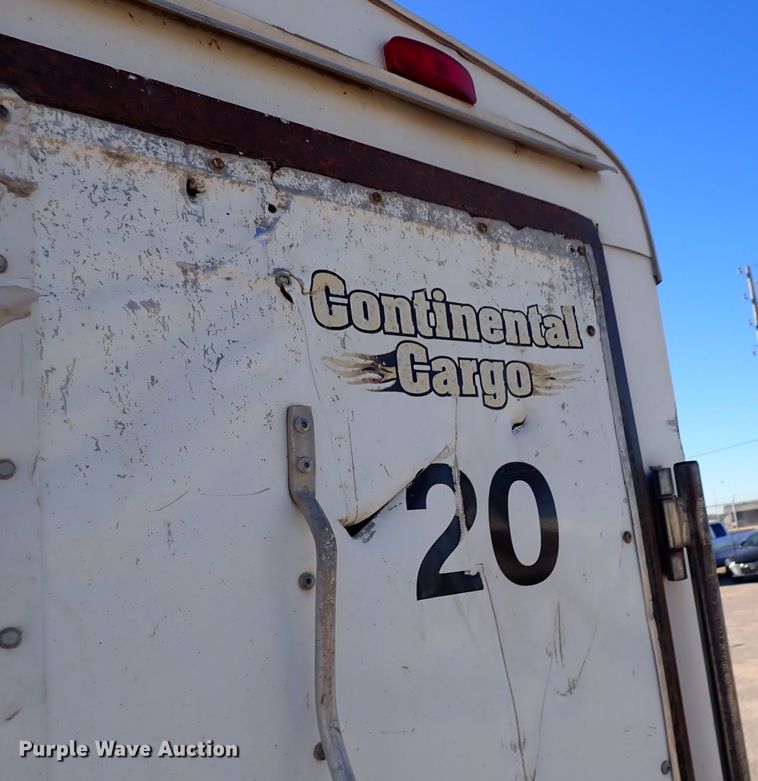 Continental
Cargo
20
Purple Wave Auction